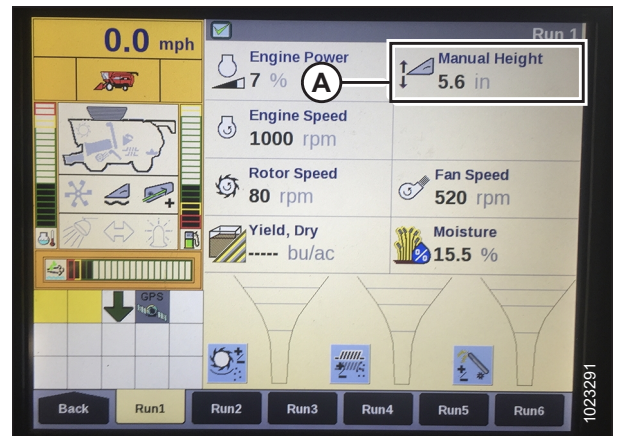 0.0 mph
Run 1
Engine Power
7 %
A
Manual Height
5.6 in
Engine Speed
1000 rpm
Rotor Speed
80 rpm
Fan Speed
520 rpm
Yield, Dry
----- bu/ac
Moisture
%
15.5 %
GPS
Back
Run1
Run2
Run3
Run4
Run5
Run6
1023291